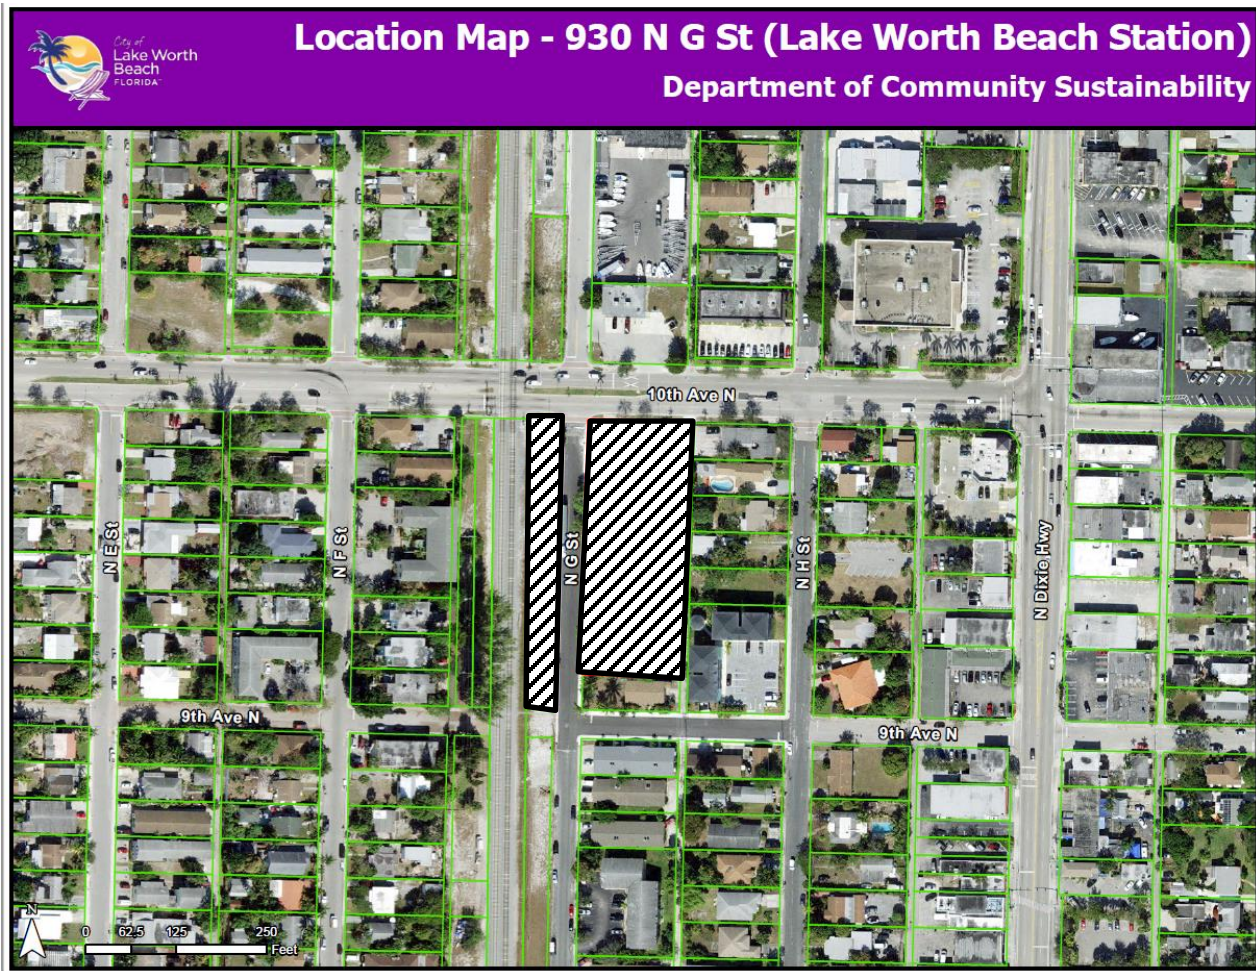 City of
Lake Worth
Beach
FLORIDA
Location Map - 930 N G St (Lake Worth Beach Station)
Department of Community Sustainability
10th Ave N
N E St
N F St
N G St
N H St
N Dixie Hwy
9th Ave N
9th Ave N
N
0 62.5 125 250
Feet